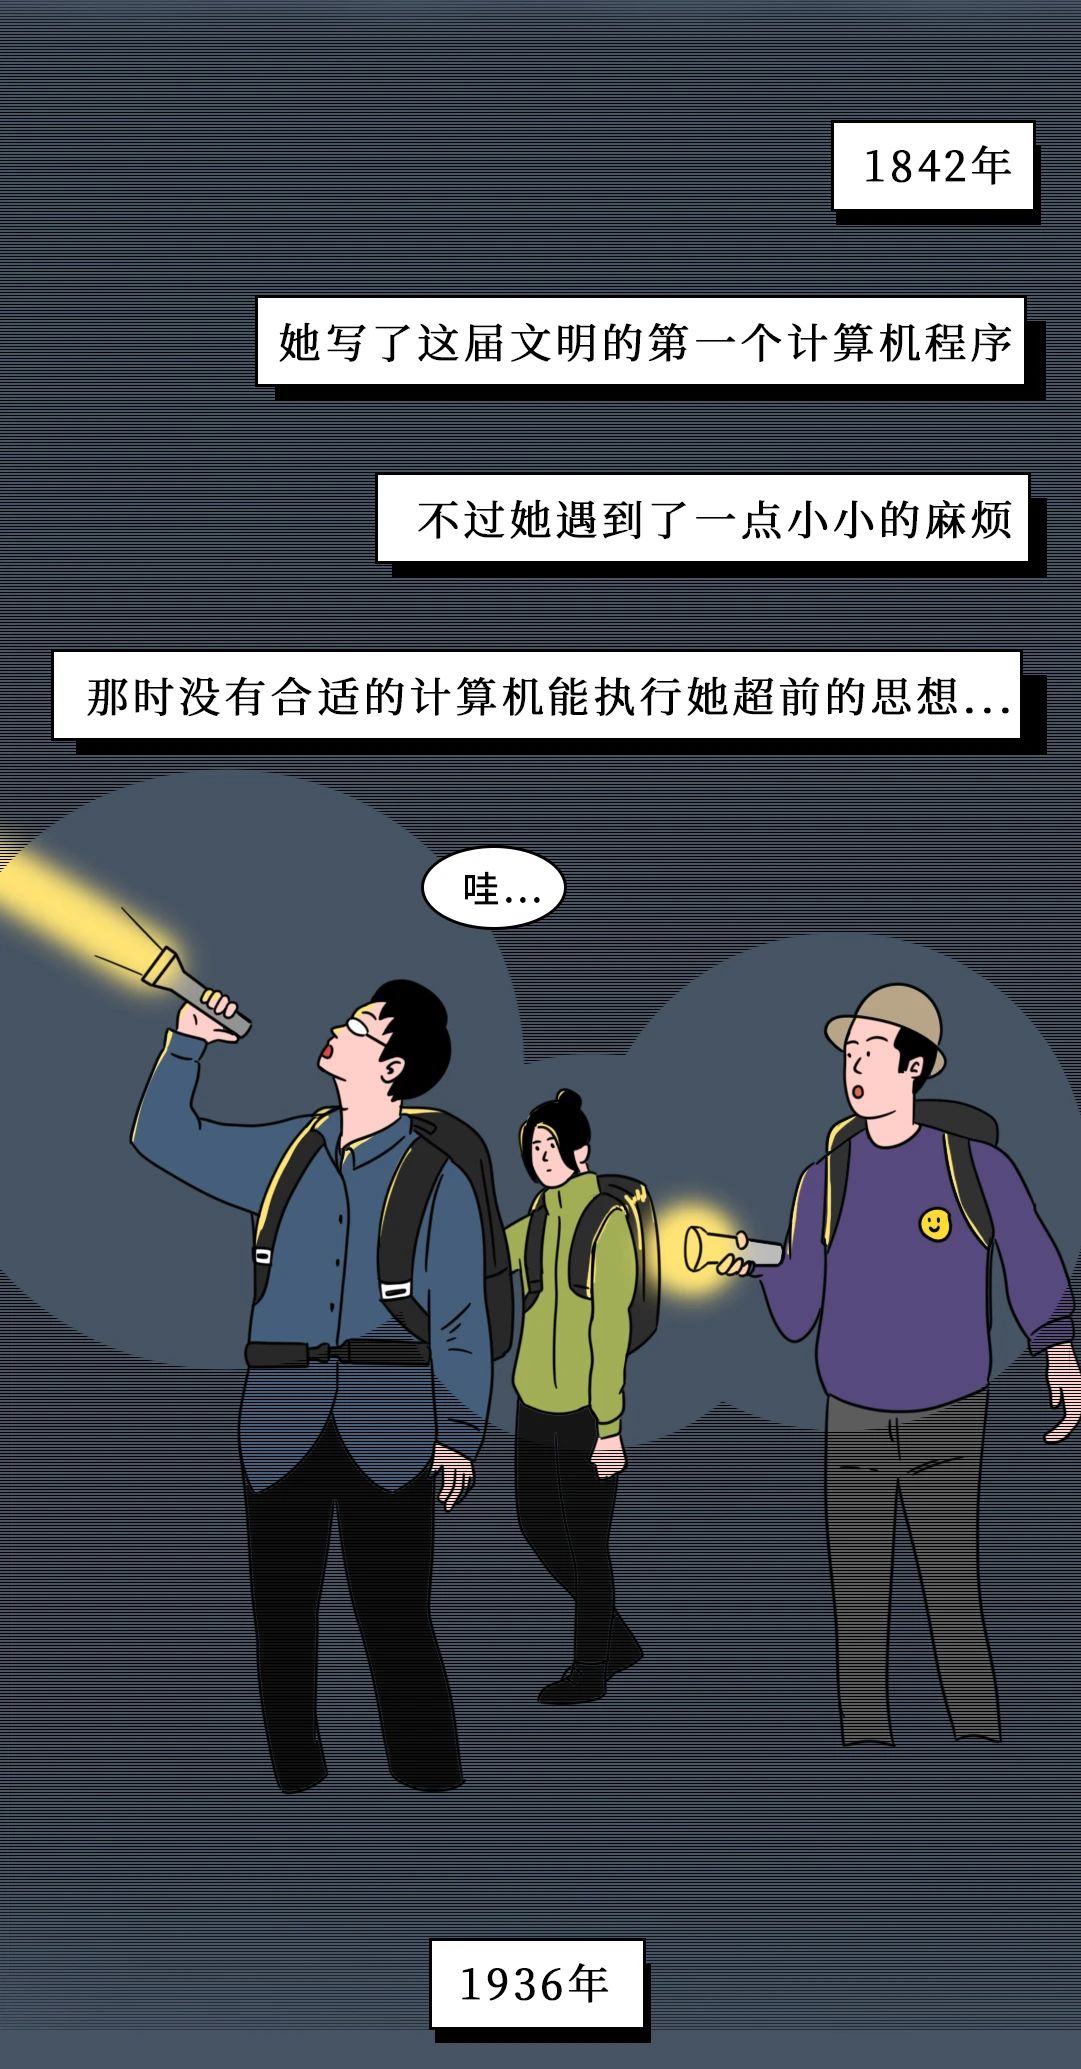 1842年
她写了这届文明的第一个计算机程序
不过她遇到了一点小小的麻烦
那时没有合适的计算机能执行她超前的思想...
哇...
1936年